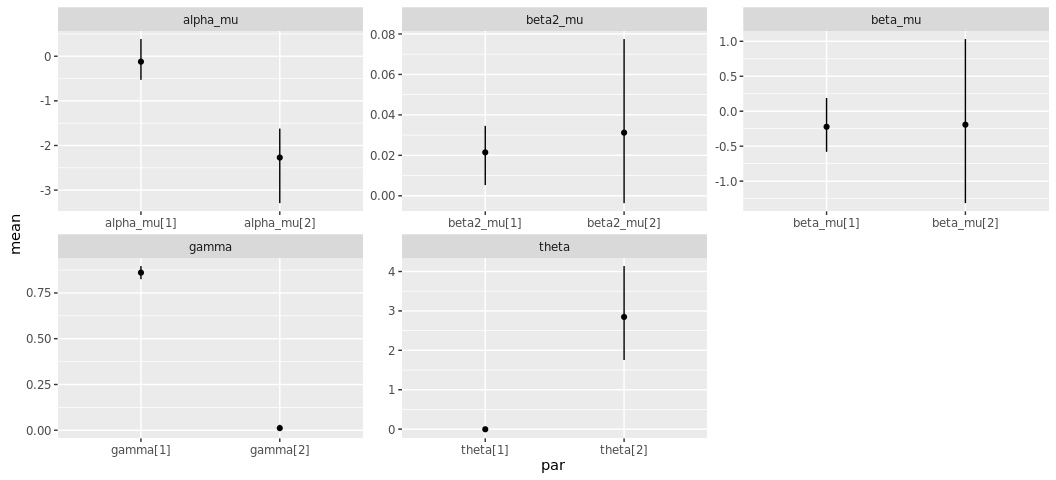 alpha_mu
beta2_mu
beta_mu
0
-1
-2
-3
0.08
0.06
0.04
0.02
0.00
1.0
0.5
0.0
-0.5
-1.0
alpha_mu[1]
alpha_mu[2]
beta2_mu[1]
beta2_mu[2]
beta_mu[1]
beta_mu[2]
mean
gamma
theta
0.75
0.50
0.25
0.00
4
3
2
1
0
gamma[1]
gamma[2]
theta[1]
theta[2]
par